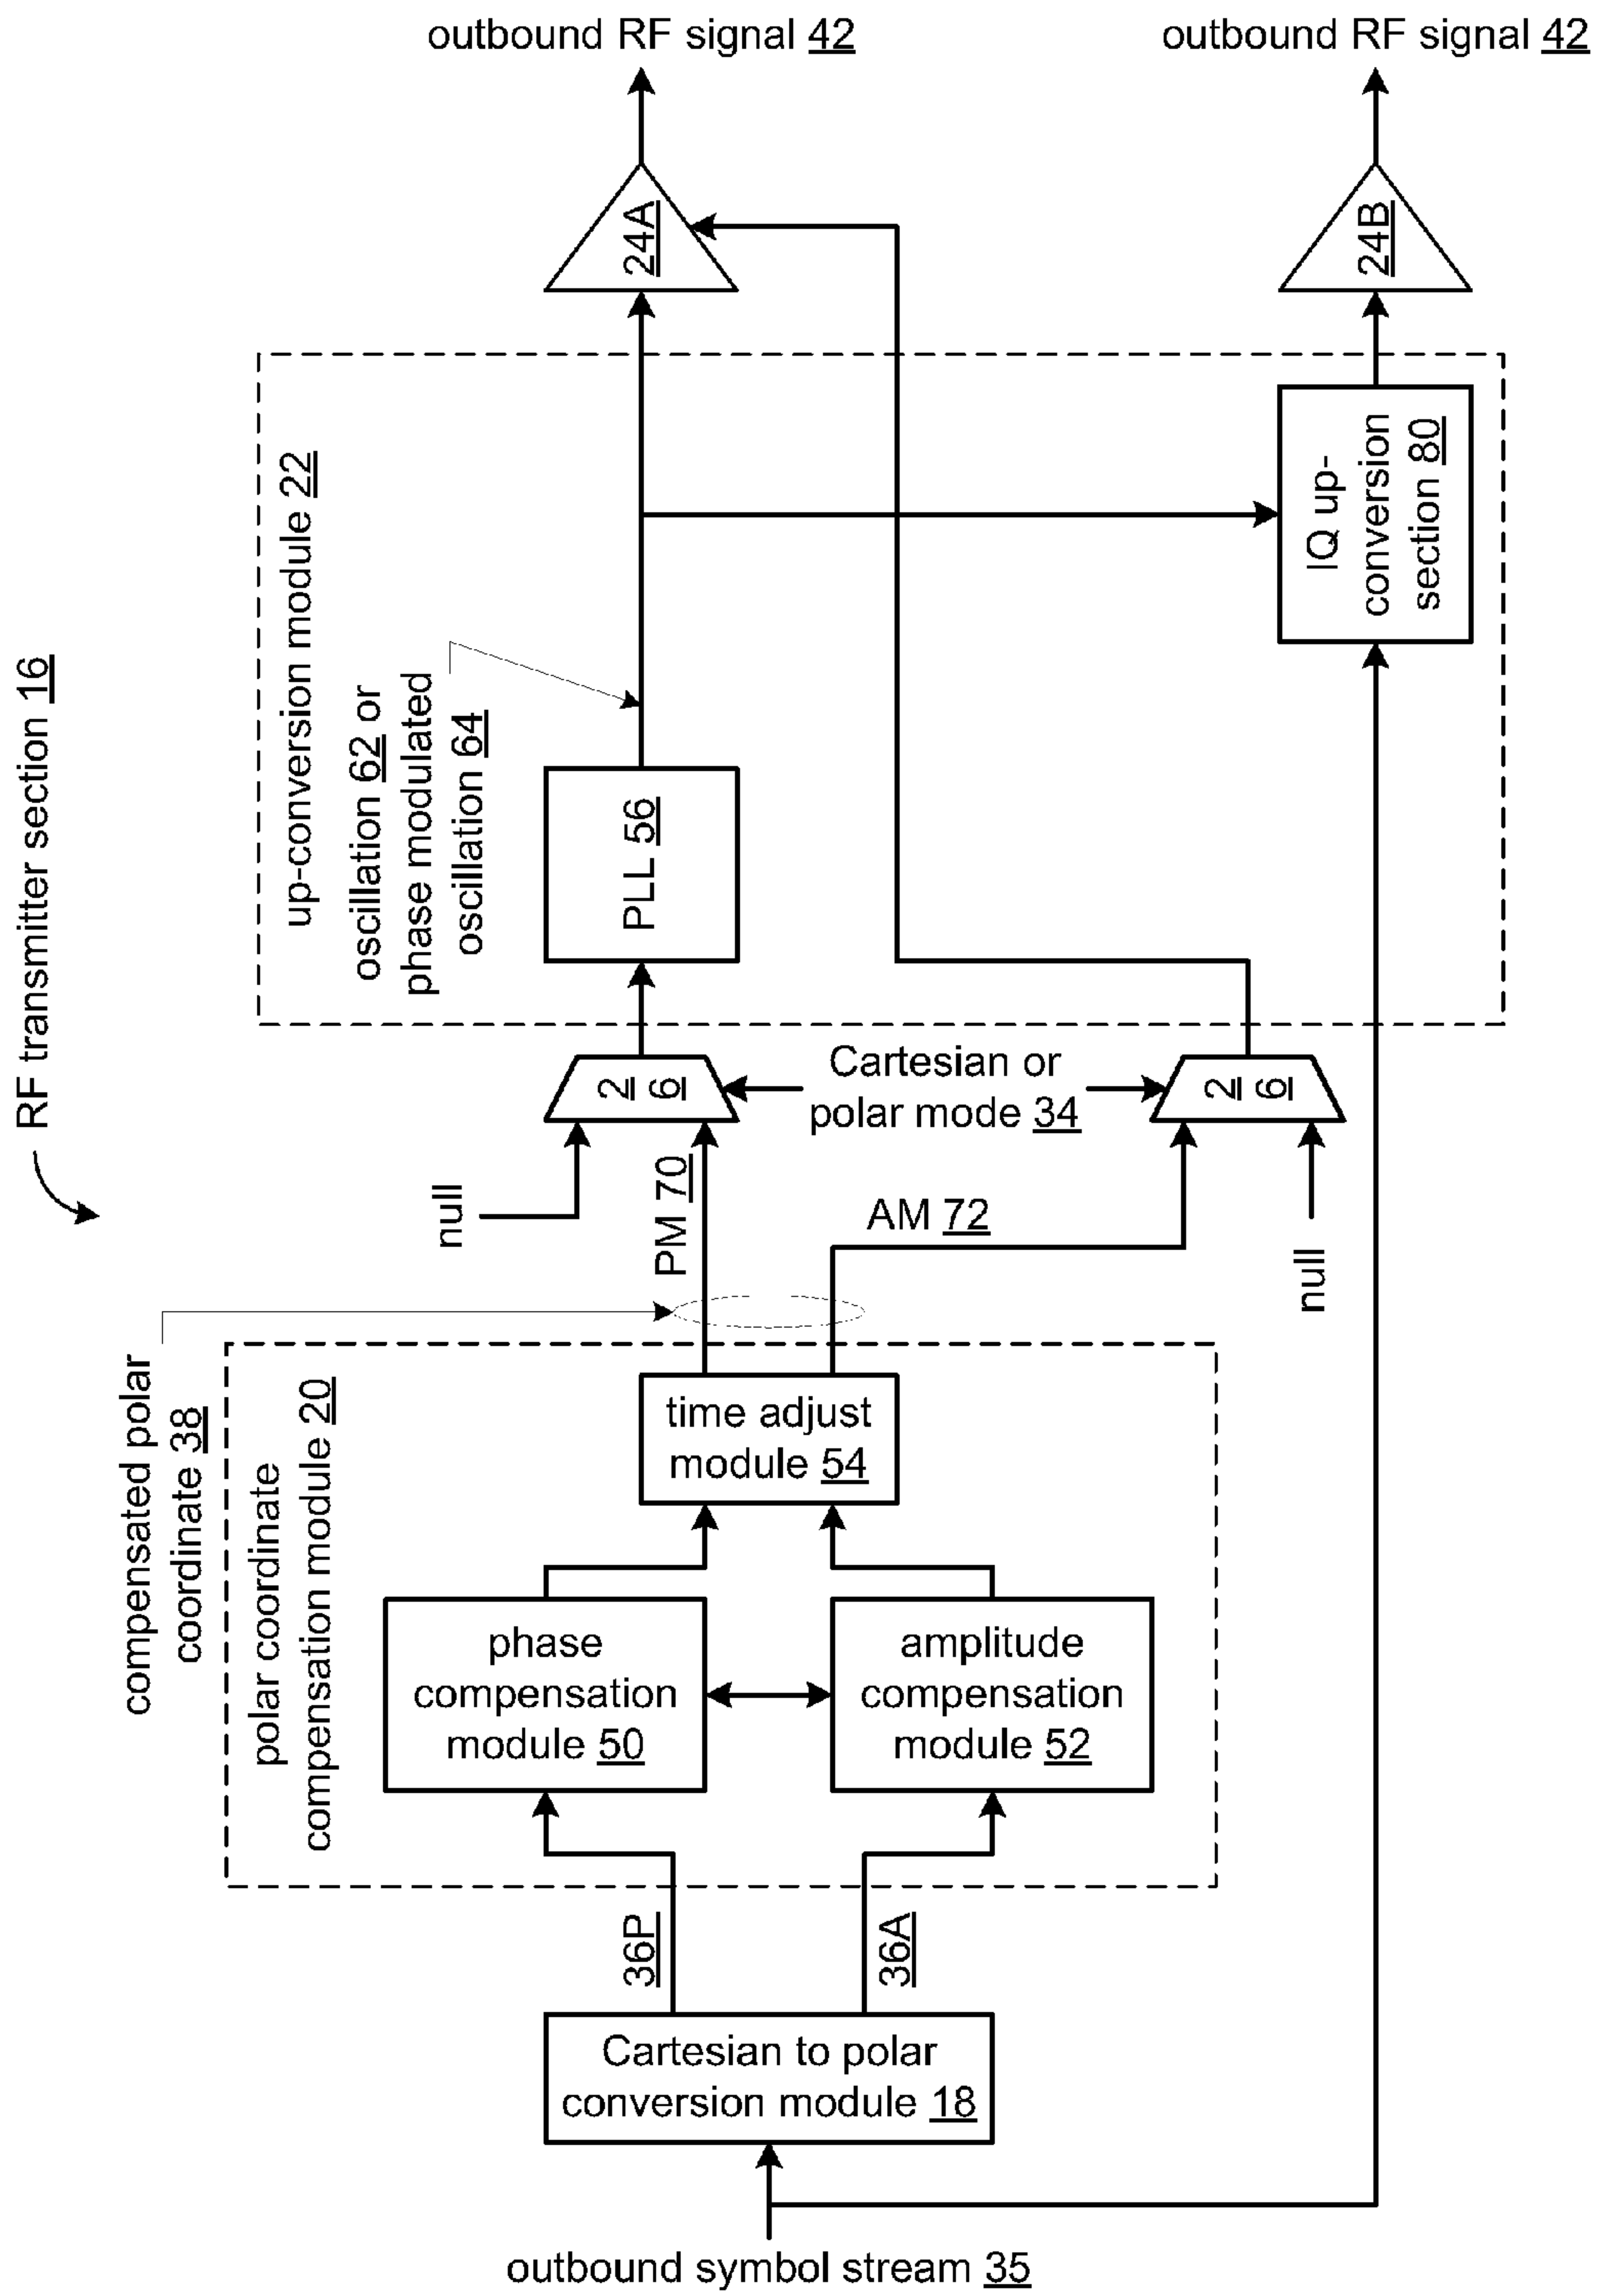 outbound RF signal 42
outbound RF signal 42
24A
24B
RF transmitter section 16
up-conversion module 22
oscillation 62 or
phase modulated
oscillation 64
PLL 56
IQ up-
conversion
section 80
2
6
Cartesian or
polar mode 34
2
6
null
PM 70
AM 72
null
compensated polar
coordinate 38
polar coordinate
compensation module 20
time adjust
module 54
phase
compensation
module 50
amplitude
compensation
module 52
36P
36A
Cartesian to polar
conversion module 18
outbound symbol stream 35